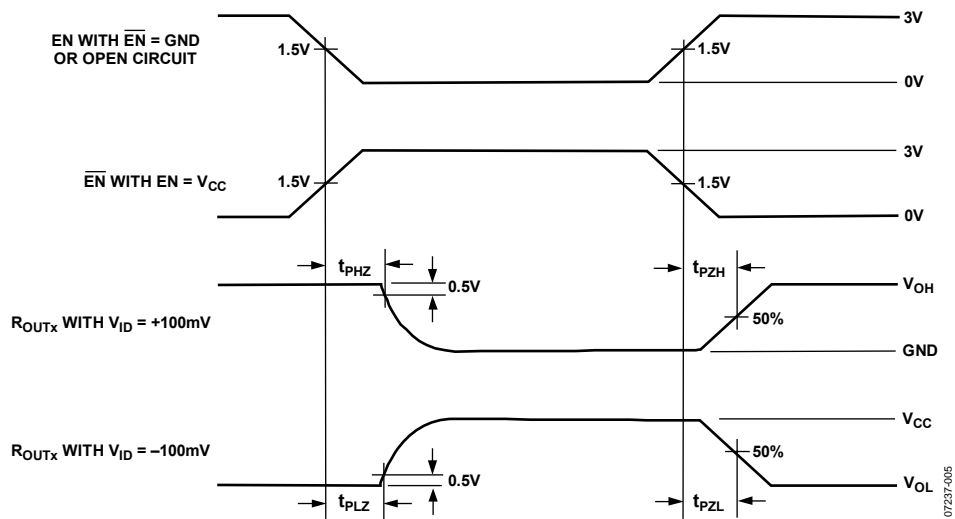 EN WITH E̅N̅ = GND
OR OPEN CIRCUIT
1.5V
1.5V
3V
0V
E̅N̅ WITH EN = VCC
1.5V
1.5V
3V
0V
tPHZ
0.5V
tPZH
VOH
ROUTx WITH VID = +100mV
50%
GND
VCC
ROUTx WITH VID = –100mV
50%
0.5V
VOL
tPLZ
tPZL
07237-005